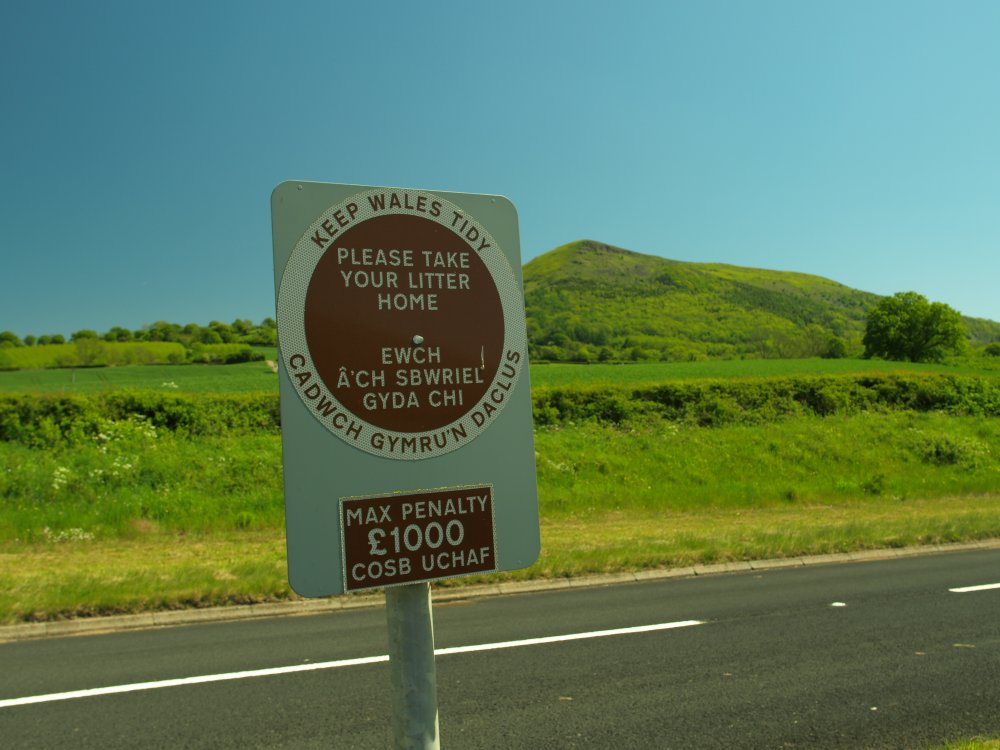 KEEP WALES TIDY
PLEASE TAKE
YOUR LITTER
HOME
EWCH
Â'CH SBWRIEL
GYDA CHI
CADWCH GYMRU'N DACLUS
MAX PENALTY
£1000
COSB UCHAF